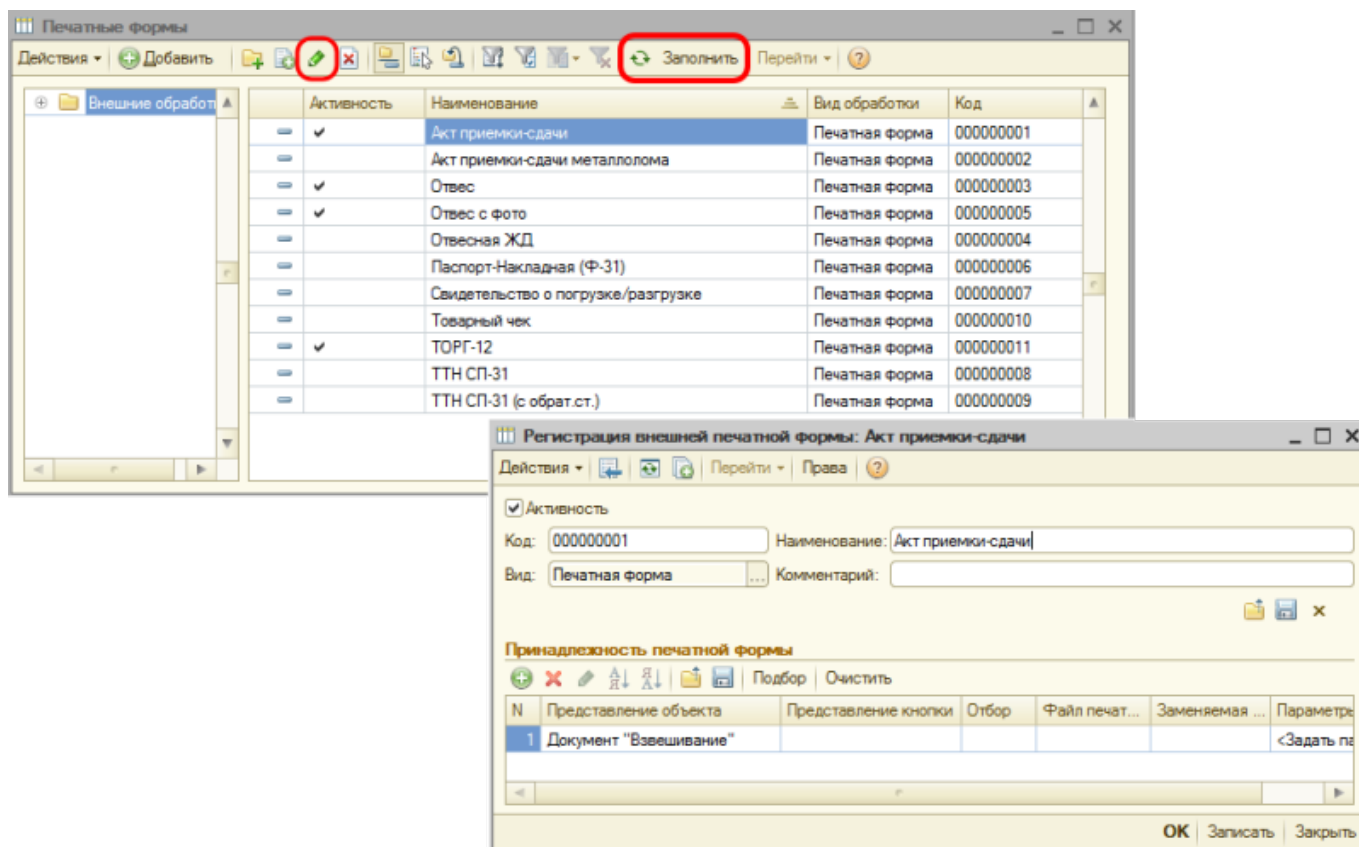 Печатные формы
Действия Добавить Заполнить Перейти
Внешние обработ
Активность Наименование Вид обработки Код
Акт приемки-сдачи Печатная форма 000000001
Акт приемки-сдачи металлолома Печатная форма 000000002
Отвес Печатная форма 000000003
Отвес с фото Печатная форма 000000005
Отвесная ЖД Печатная форма 000000004
Паспорт-Накладная (Ф-31) Печатная форма 000000006
Свидетельство о погрузке/разгрузке Печатная форма 000000007
Товарный чек Печатная форма 000000010
ТОРГ-12 Печатная форма 000000011
ТТН СП-31 Печатная форма 000000008
ТТН СП-31 (с обрат.ст.) Печатная форма 000000009
Регистрация внешней печатной формы: Акт приемки-сдачи
Действия Перейти Права
Активность
Код: 000000001 Наименование: Акт приемки-сдачи
Вид: Печатная форма ... Комментарий:
Принадлежность печатной формы
Подбор Очистить
N Представление объекта Представление кнопки Отбор Файл печат... Заменяемая ... Параметры
1 Документ "Взвешивание" <Задать па
OK Записать Закрыть